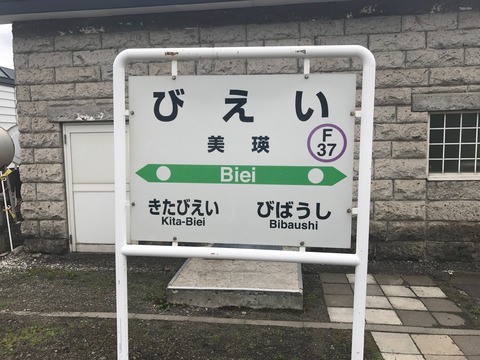 びえい
美瑛
F
37
Biei
きたびえい びばうし
Kita-Biei Bibaushi